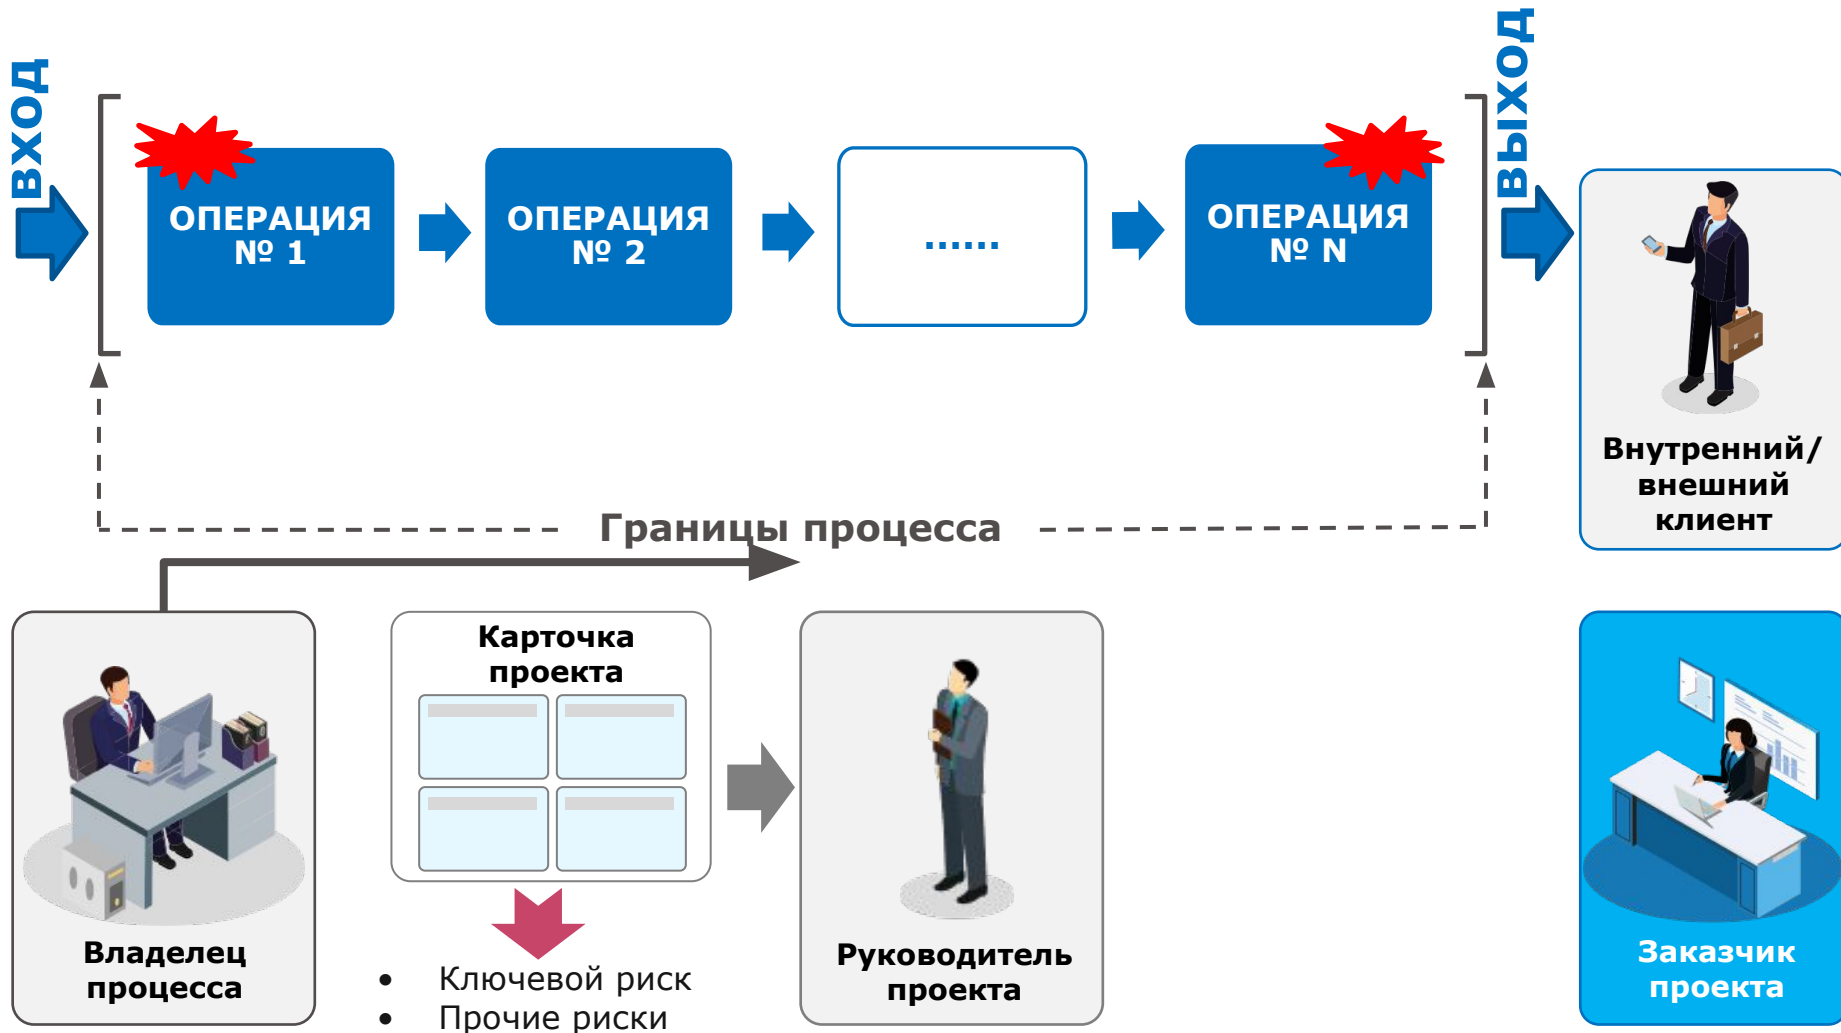 ВХОД
ОПЕРАЦИЯ
№ 1
ОПЕРАЦИЯ
№ 2
......
ОПЕРАЦИЯ
№ N
ВЫХОД
Внутренний/
внешний
клиент
Границы процесса
Владелец
процесса
Карточка
проекта
• Ключевой риск
• Прочие риски
Руководитель
проекта
Заказчик
проекта